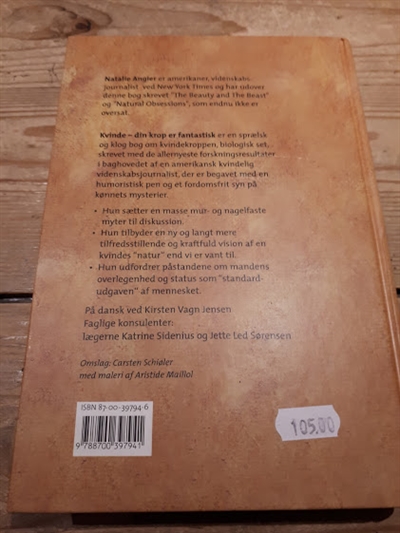 Natalie Angier er amerikaner, videnskabs-
journalist ved New York Times og har udover
denne bog skrevet "The Beauty and The Beast"
og "Natural Obsessions", som endnu ikke er
oversat.
Kvinde – din krop er fantastisk er en sprælsk
og klog bog om kvindekroppen, biologisk set,
skrevet med de allernyeste forskningsresultater
i baghovedet af en amerikansk kvindelig
videnskabsjournalist, der er begavet med en
humoristisk pen og et fordomsfrit syn på
kønnets mysterier.
• Hun sætter en masse mur- og nagelfaste
myter til diskussion.
• Hun tilbyder en ny og langt mere
tilfredsstillende og kraftfuld vision af en
kvindes "natur" end vi er vant til.
• Hun udfordrer påstandene om mandens
overlegenhed og status som "standard-
udgaven" af mennesket.
På dansk ved Kirsten Vagn Jensen
Faglige konsulenter:
lægerne Katrine Sidenius og Jette Led Sørensen
Omslag: Carsten Schiøler
med maleri af Aristide Maillol
ISBN 87-00-39794-6
9 788700 397941
105,00